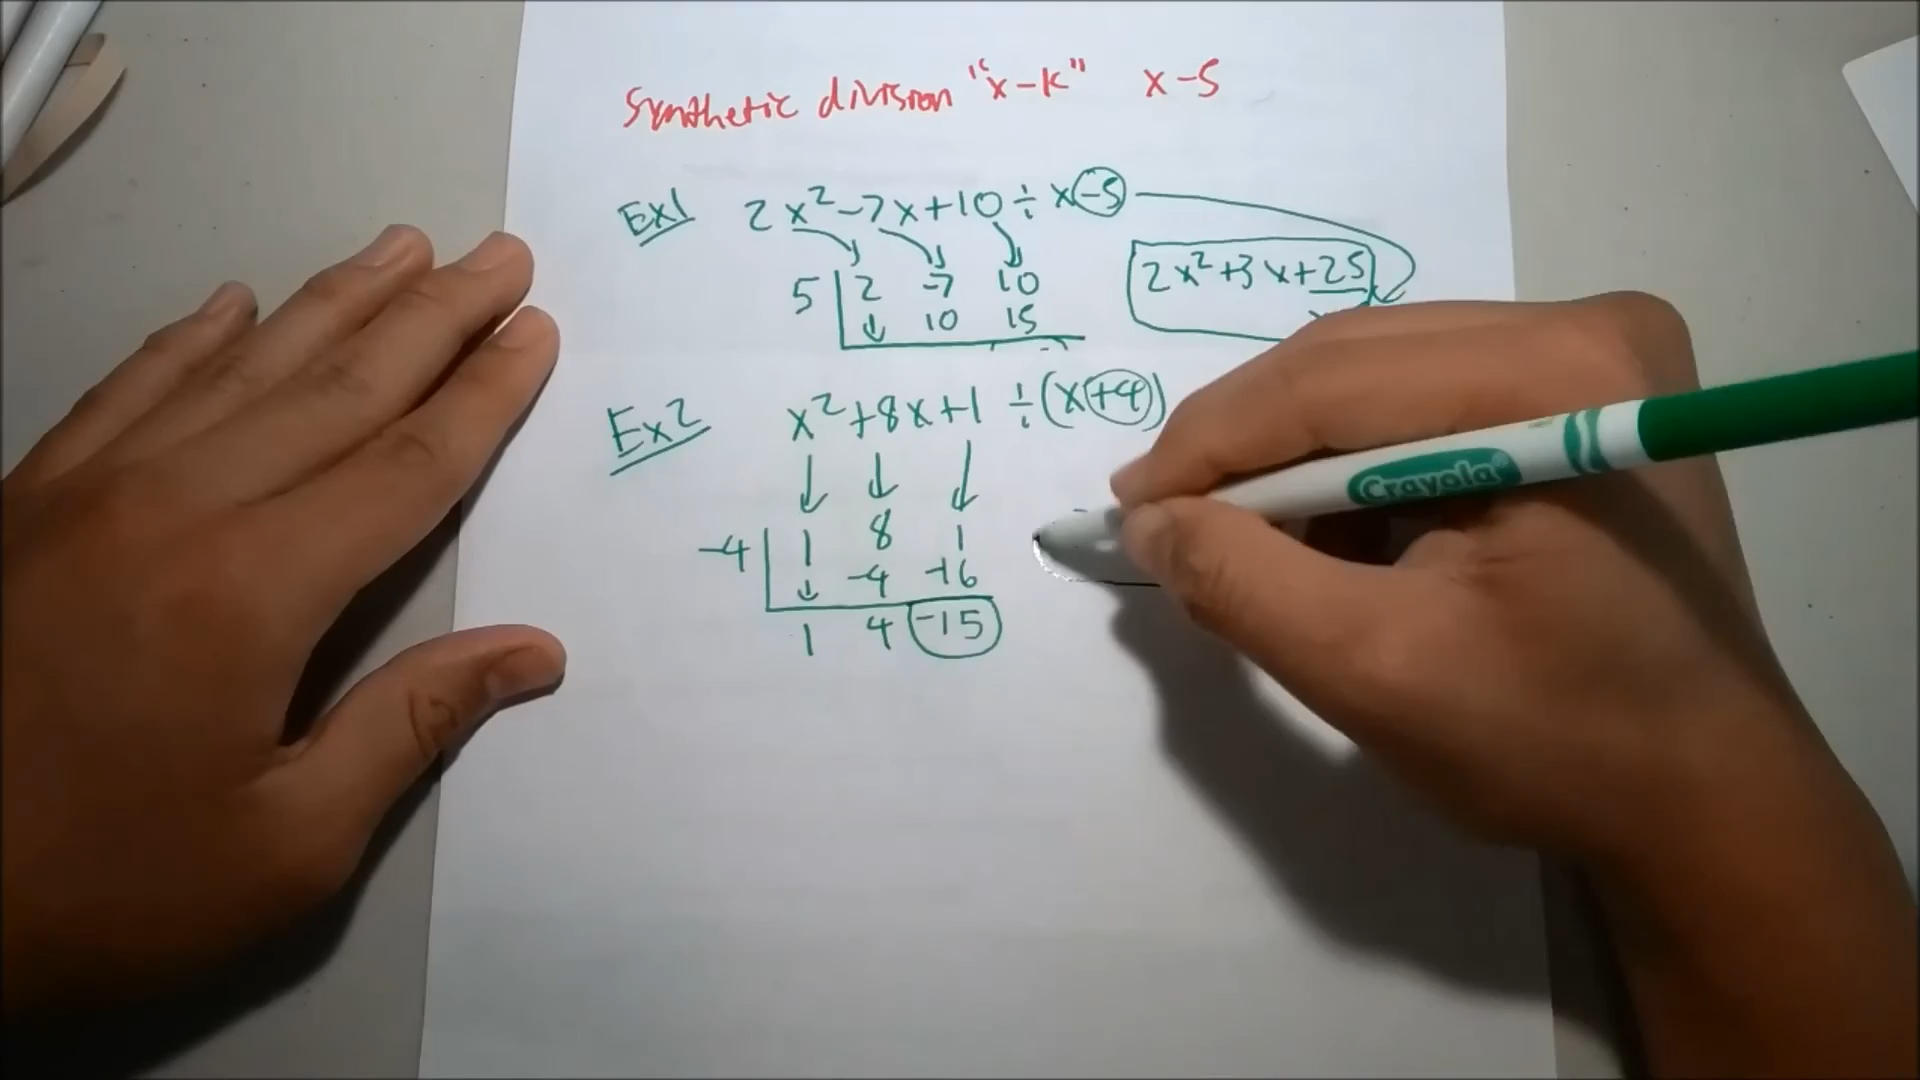 Synthetic division "x-k" x-5
Ex1 2x²-7x+10 ÷ x-5
2x²+3x+25
5 2 -7 10
10 15
Ex2 x²+8x+1 ÷ (x+4)
-4 1 8 1
-4 -16
1 4 -15
Crayola